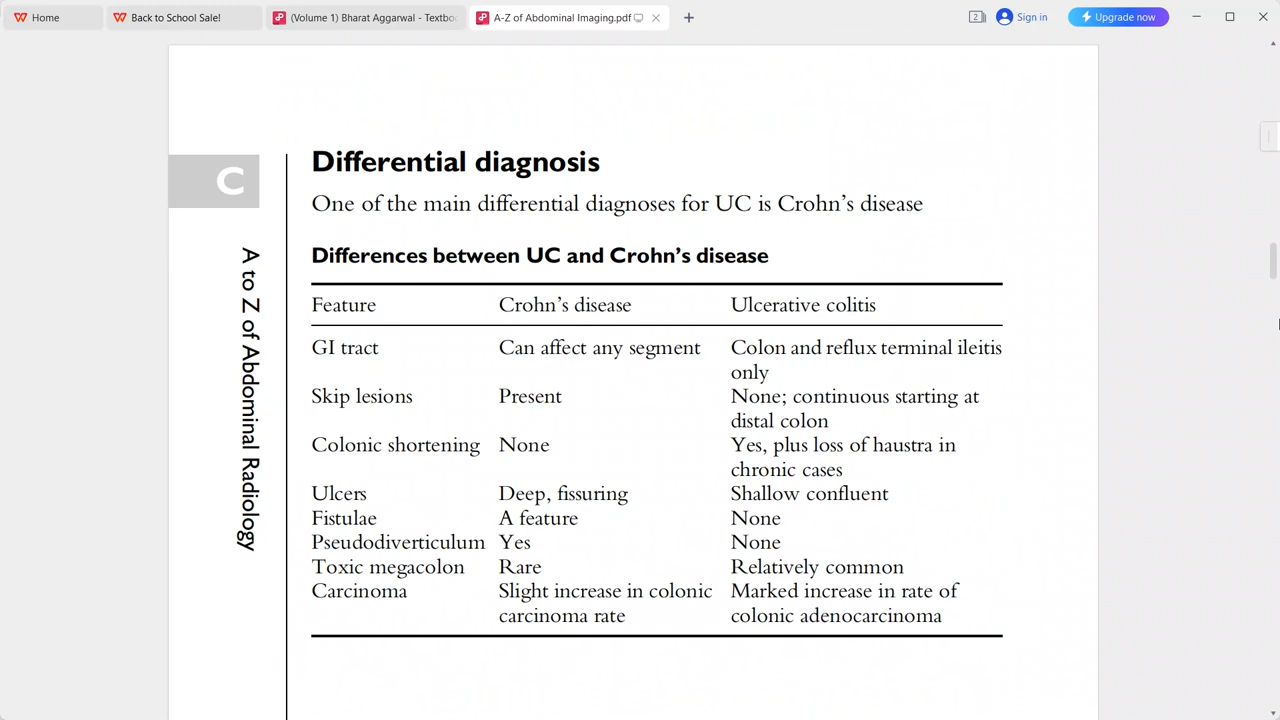 Home
Back to School Sale!
(Volume 1) Bharat Aggarwal - Textbo
A-Z of Abdominal Imaging.pdf
2
Sign in
Upgrade now
C
A to Z of Abdominal Radiology
Differential diagnosis
One of the main differential diagnoses for UC is Crohn's disease
Differences between UC and Crohn's disease
Feature Crohn's disease Ulcerative colitis
GI tract Can affect any segment Colon and reflux terminal ileitis
only
Skip lesions Present None; continuous starting at
distal colon
Colonic shortening None Yes, plus loss of haustra in
chronic cases
Ulcers Deep, fissuring Shallow confluent
Fistulae A feature None
Pseudodiverticulum Yes None
Toxic megacolon Rare Relatively common
Carcinoma Slight increase in colonic Marked increase in rate of
carcinoma rate colonic adenocarcinoma